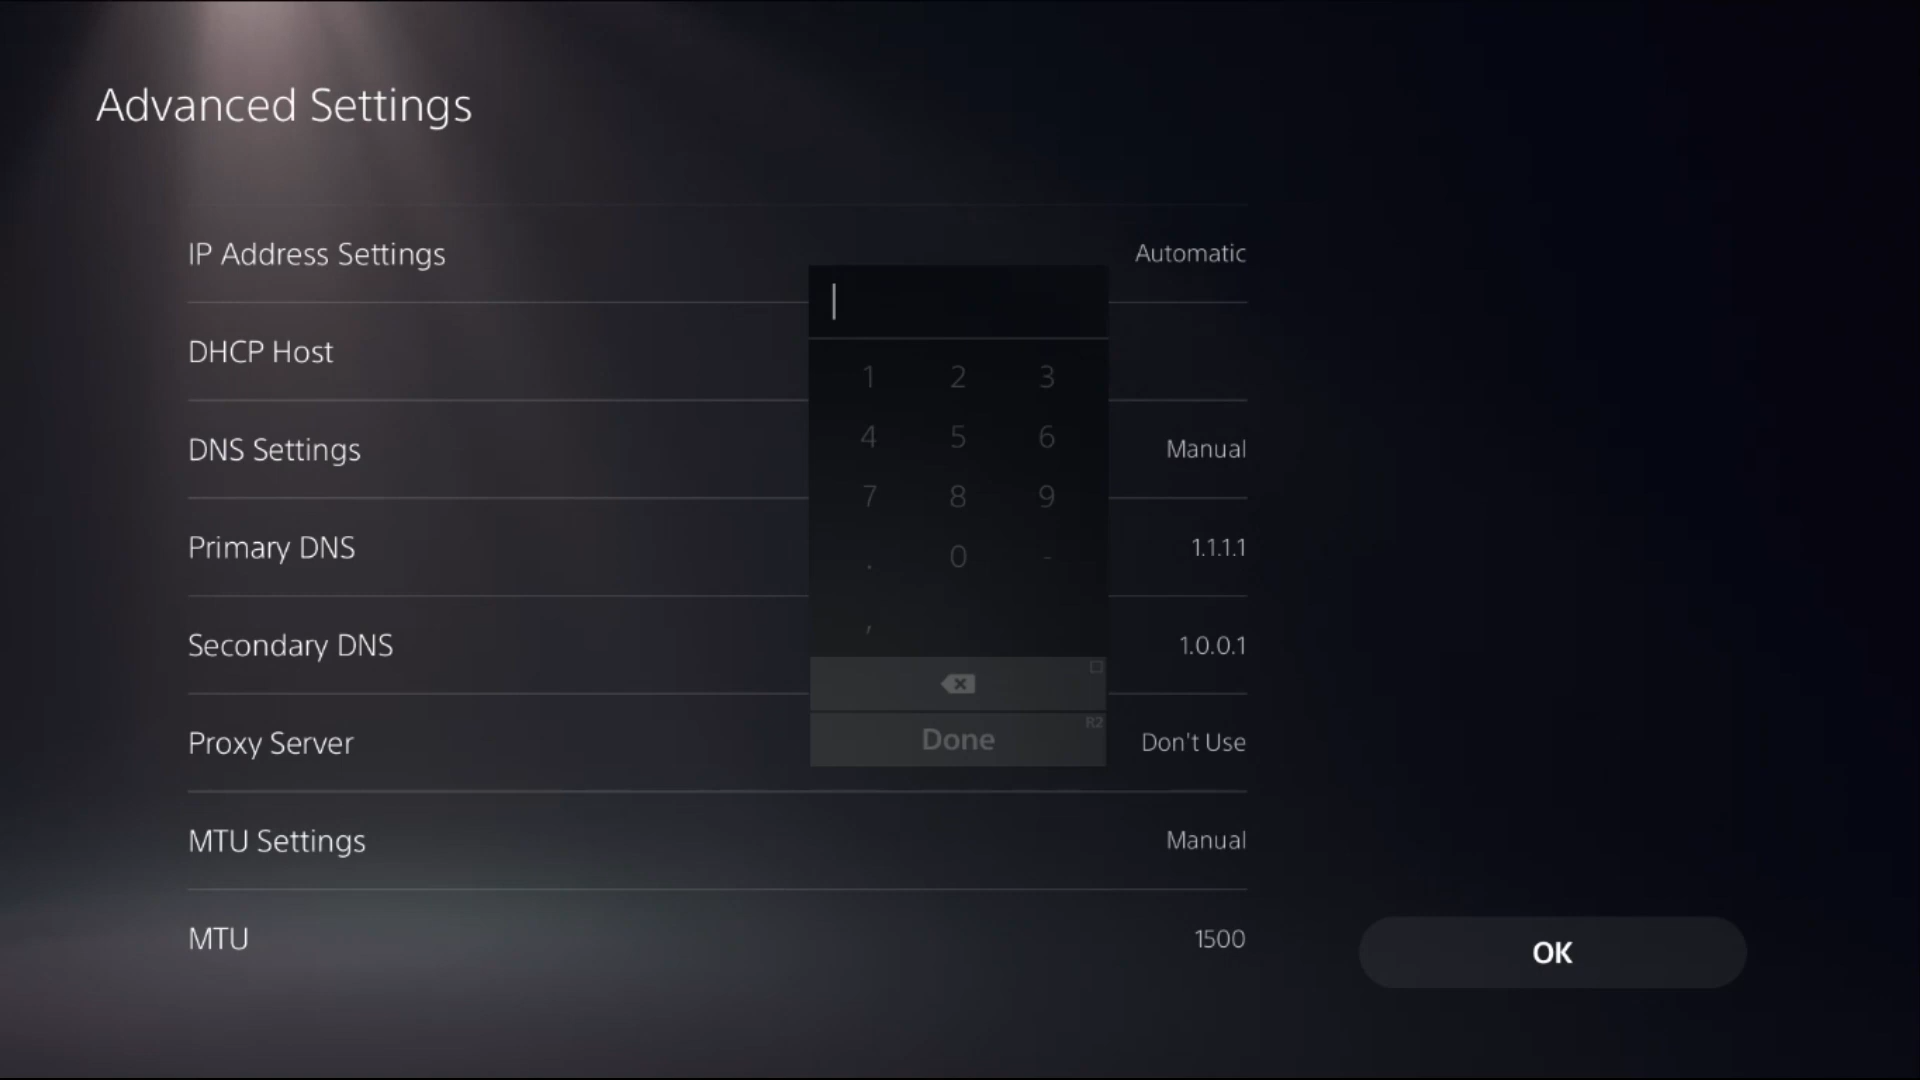 Advanced Settings
IP Address Settings Automatic
DHCP Host
DNS Settings Manual
Primary DNS 1.1.1.1
Secondary DNS 1.0.0.1
Proxy Server Don't Use
MTU Settings Manual
MTU 1500
1 2 3
4 5 6
7 8 9
. 0 -
,
Done R2
OK